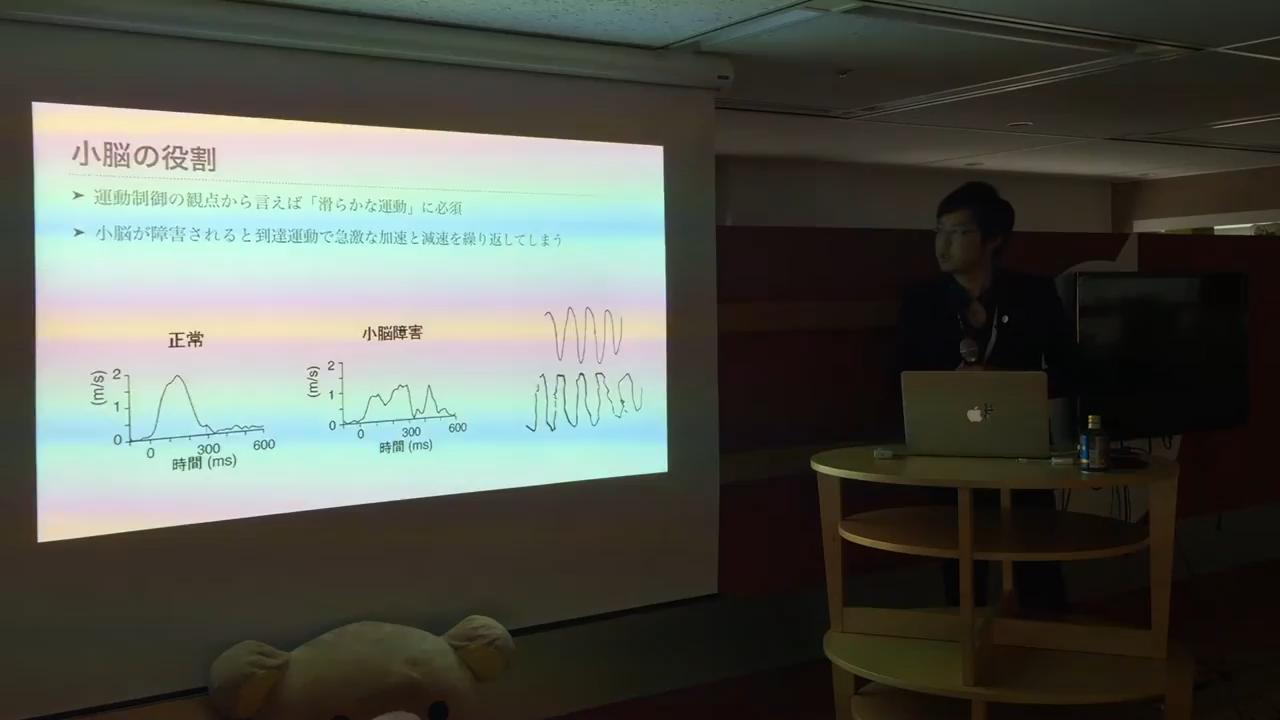 小脳の役割
➤ 運動制御の観点から言えば「滑らかな運動」に必須
➤ 小脳が障害されると到達運動で急激な加速と減速を繰り返してしまう
正常
(m/s)
2
1
0
0 300 600
時間 (ms)
小脳障害
(m/s)
2
1
0
0 300 600
時間 (ms)